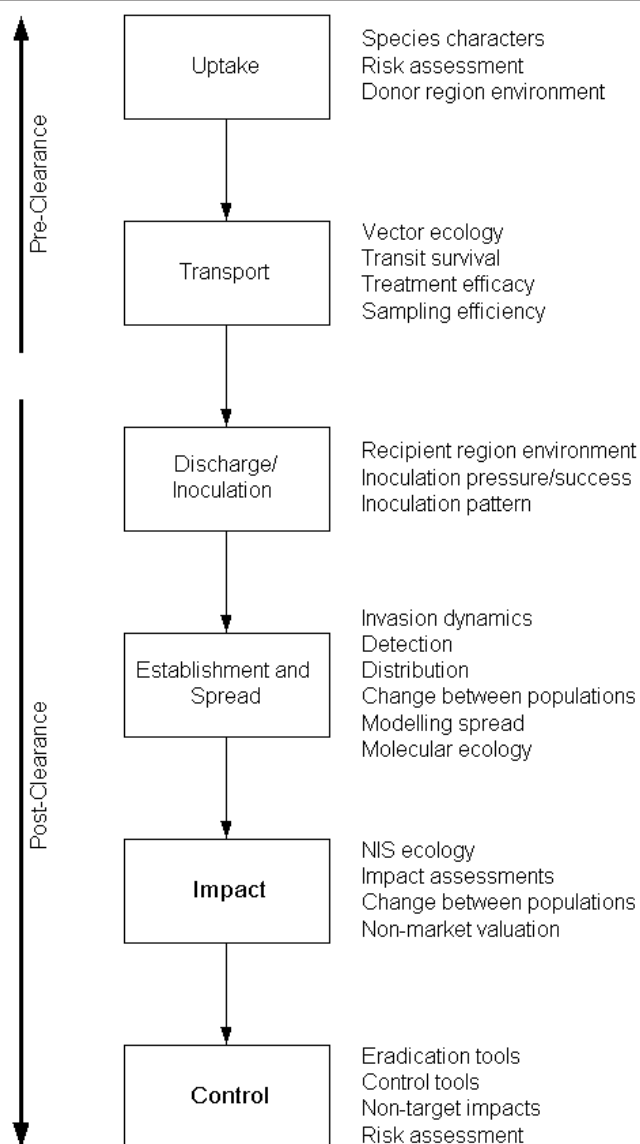 Pre-Clearance
Uptake
Species characters
Risk assessment
Donor region environment
Transport
Vector ecology
Transit survival
Treatment efficacy
Sampling efficiency
Post-Clearance
Discharge/
Inoculation
Recipient region environment
Inoculation pressure/success
Inoculation pattern
Establishment and
Spread
Invasion dynamics
Detection
Distribution
Change between populations
Modelling spread
Molecular ecology
Impact
NIS ecology
Impact assessments
Change between populations
Non-market valuation
Control
Eradication tools
Control tools
Non-target impacts
Risk assessment